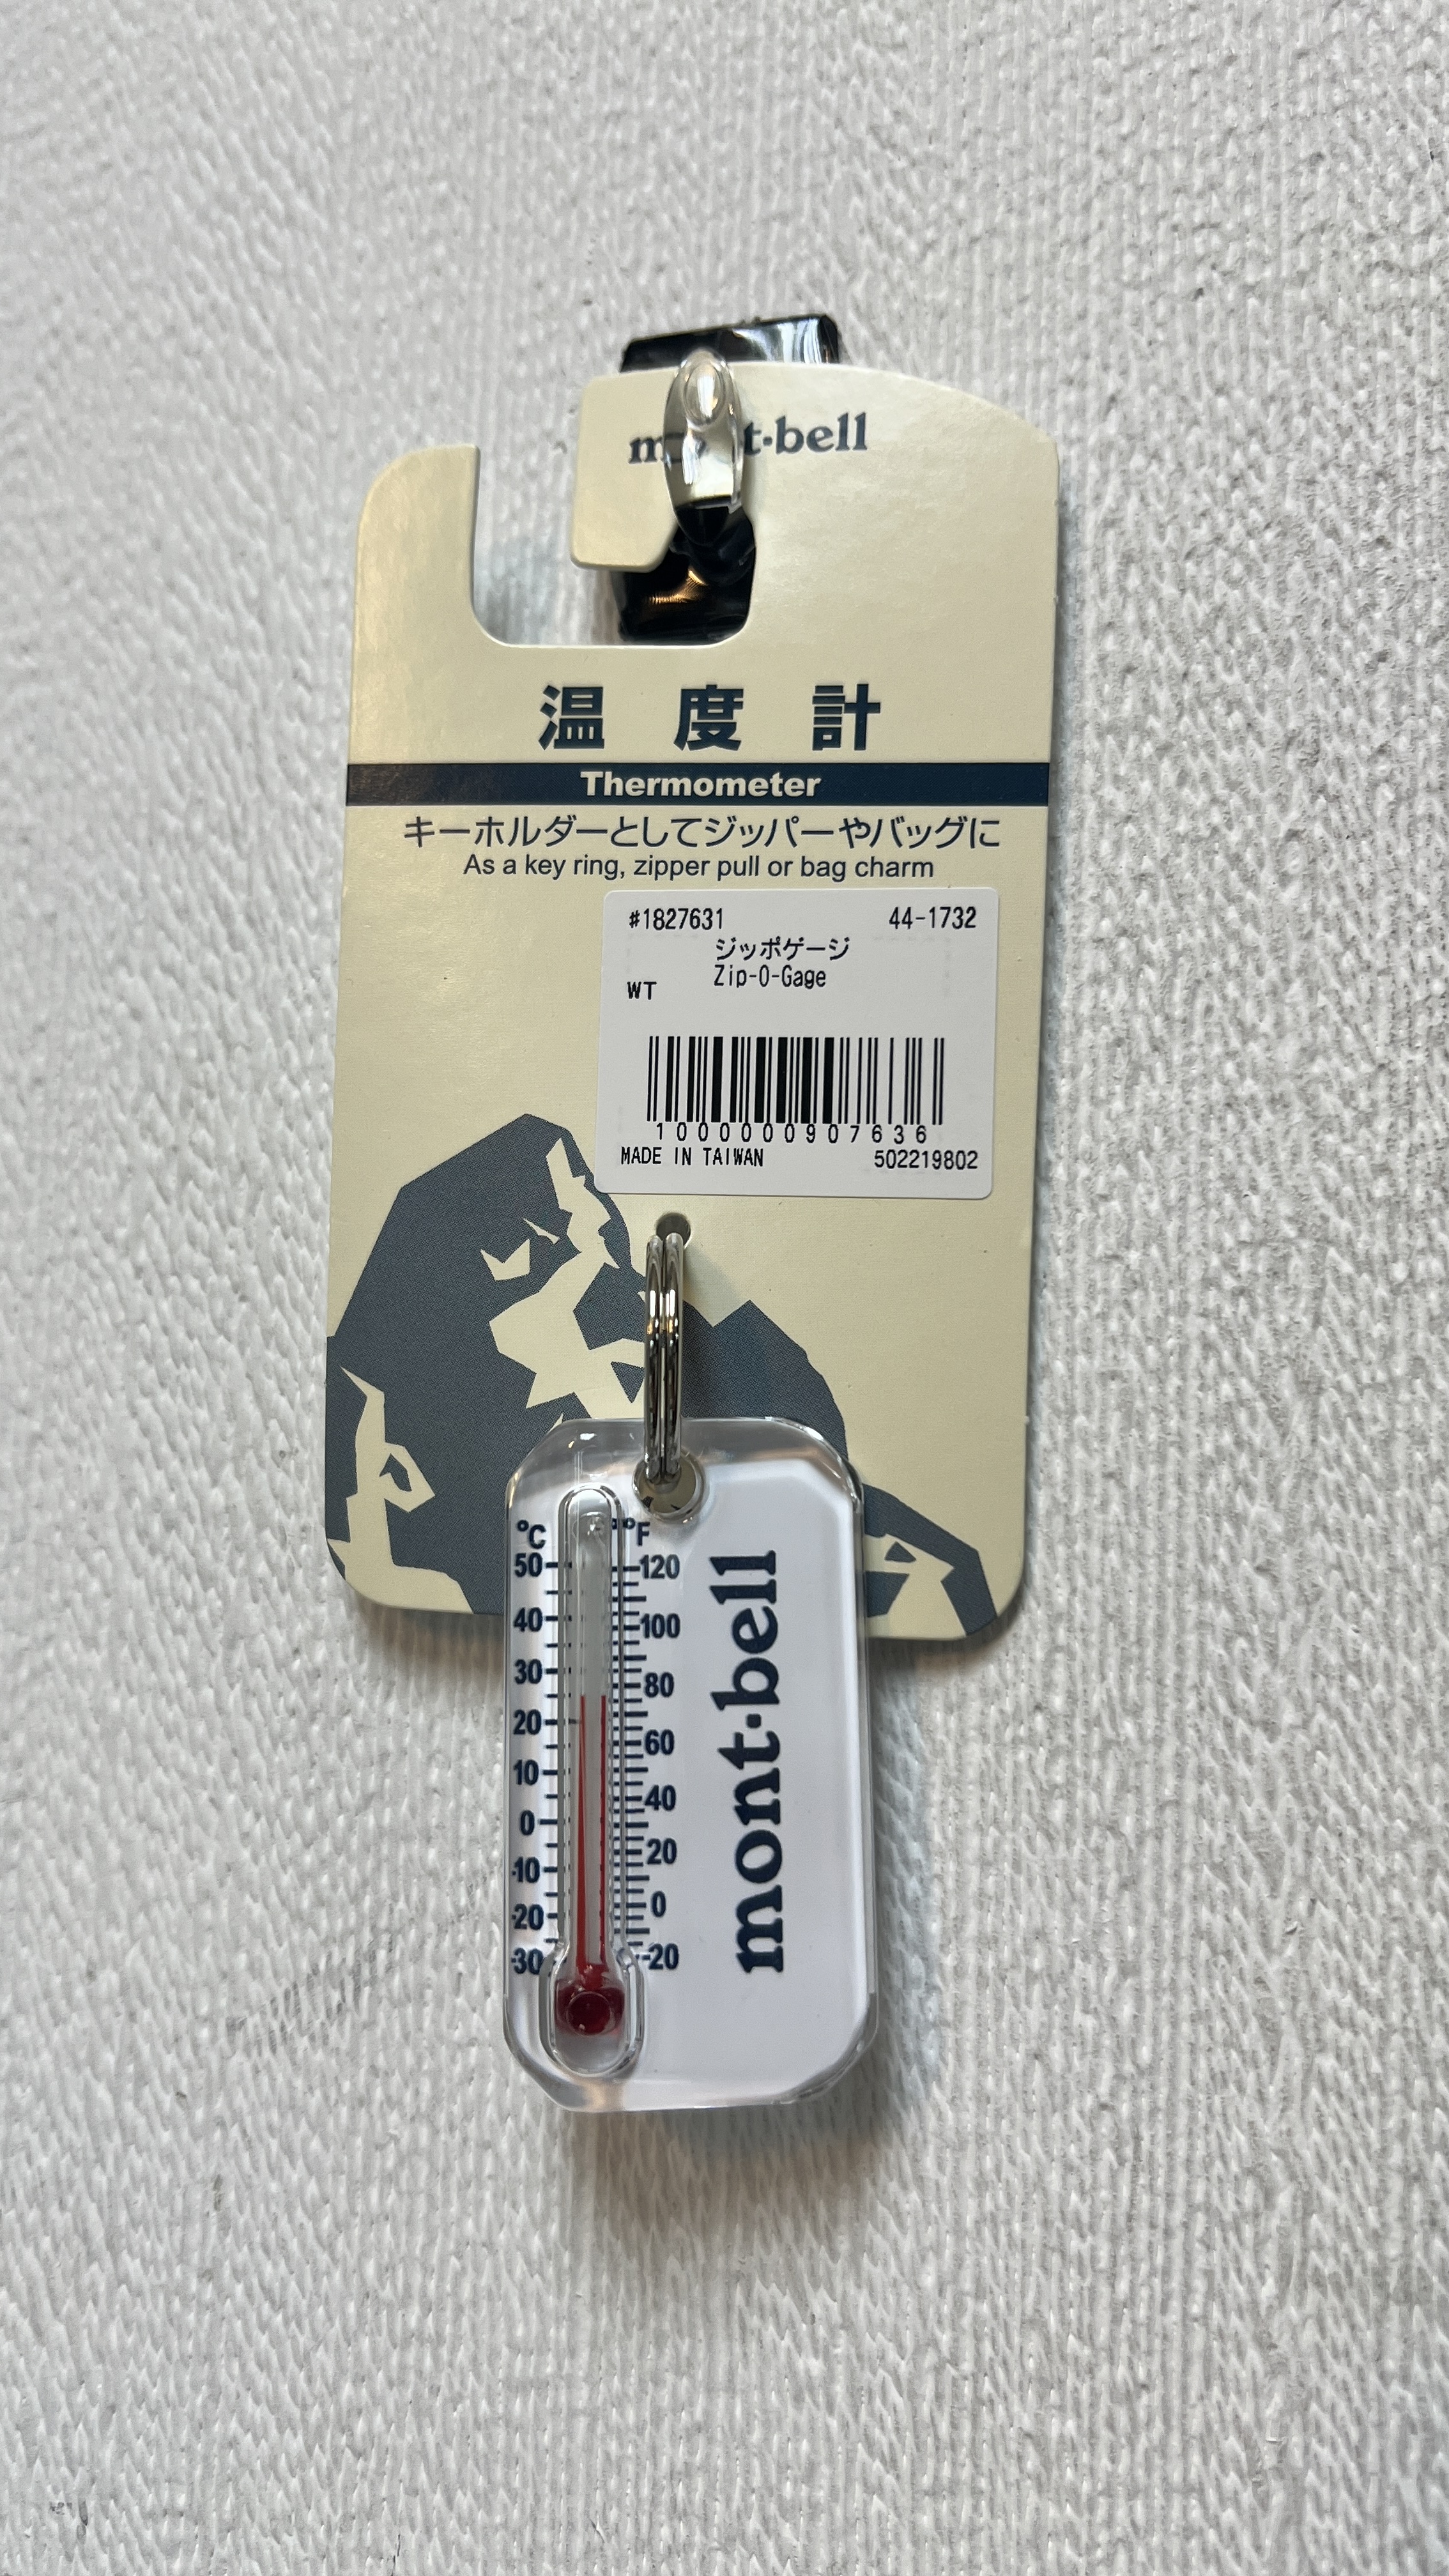 mont·bell
温度計
Thermometer
キーホルダーとしてジッパーやバッグに
As a key ring, zipper pull or bag charm
#1827631 44-1732
ジッポゲージ
Zip-O-Gage
WT
1000000907636
MADE IN TAIWAN 502219802
°C °F
50 120
40 100
30 80
20 60
10 40
0 20
-10 0
-20 -20
-30
mont·bell